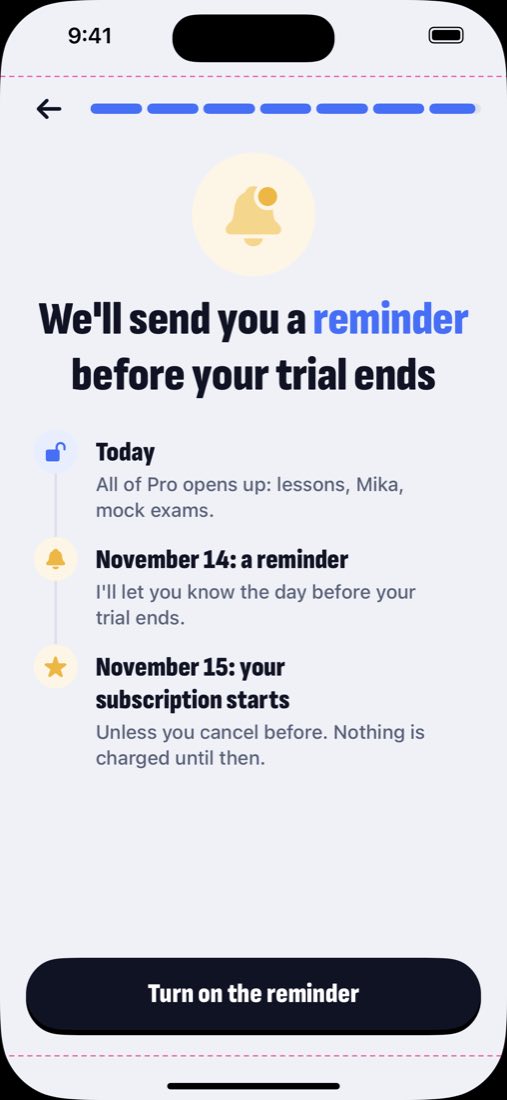 9:41
We'll send you a reminder
before your trial ends
Today
All of Pro opens up: lessons, Mika,
mock exams.
November 14: a reminder
I'll let you know the day before your
trial ends.
November 15: your
subscription starts
Unless you cancel before. Nothing is
charged until then.
Turn on the reminder